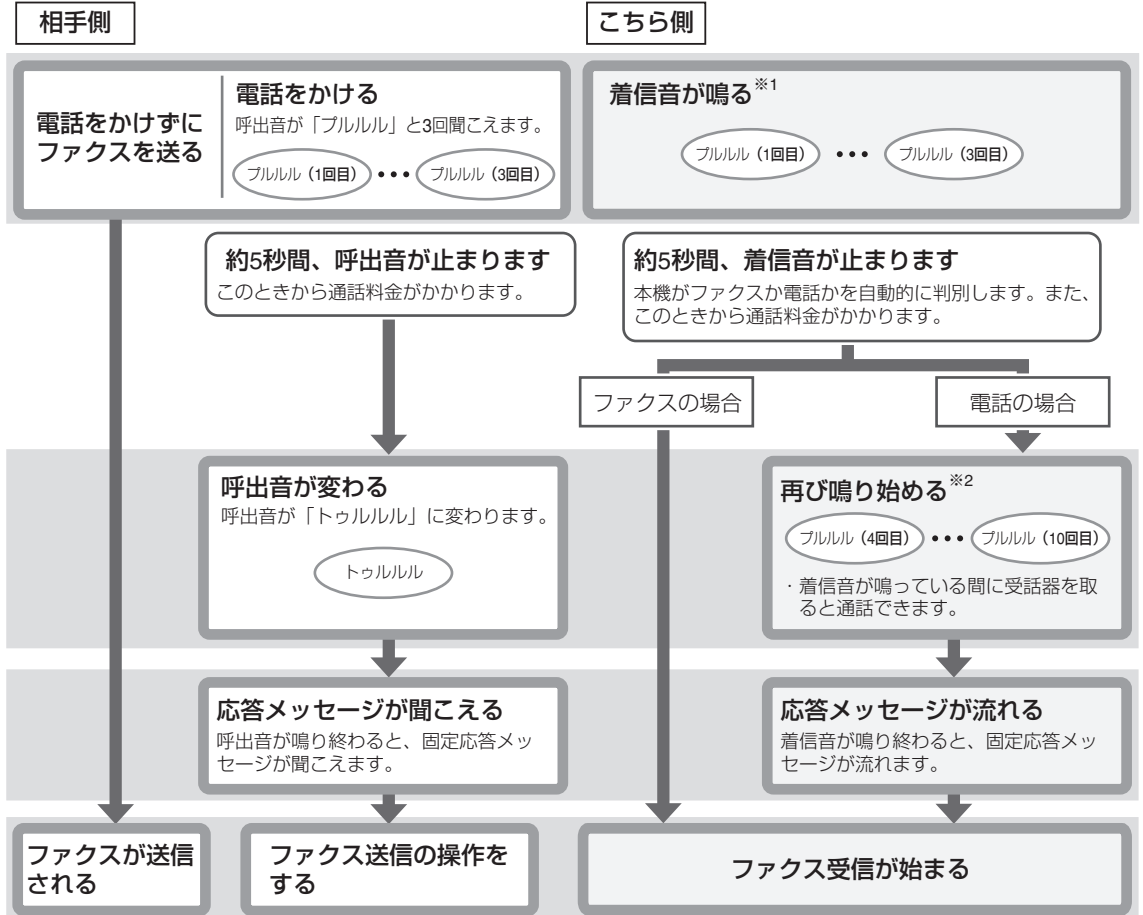 相手側
こちら側
電話をかけずに
ファクスを送る
電話をかける
呼出音が「プルルル」と3回聞こえます。
プルルル（1回目）・・・プルルル（3回目）
着信音が鳴る※1
プルルル（1回目）・・・プルルル（3回目）
約5秒間、呼出音が止まります
このときから通話料金がかかります。
約5秒間、着信音が止まります
本機がファクスか電話かを自動的に判別します。また、
このときから通話料金がかかります。
ファクスの場合
電話の場合
呼出音が変わる
呼出音が「トゥルルル」に変わります。
トゥルルル
再び鳴り始める※2
プルルル（4回目）・・・プルルル（10回目）
・着信音が鳴っている間に受話器を取
ると通話できます。
応答メッセージが聞こえる
呼出音が鳴り終わると、固定応答メッ
セージが聞こえます。
応答メッセージが流れる
着信音が鳴り終わると、固定応答メッ
セージが流れます。
ファクスが送信
される
ファクス送信の操作を
する
ファクス受信が始まる